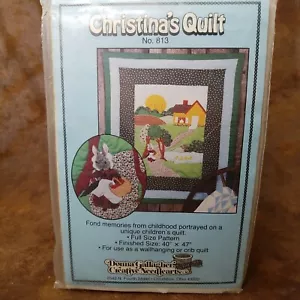 Christina's Quilt
No. 813
Fond memories from childhood portrayed on a
unique children's quilt.
• Full Size Pattern
• Finished Size: 40" × 47"
• For use as a wallhanging or crib quilt
Donna Gallagher
Creative Needlearts